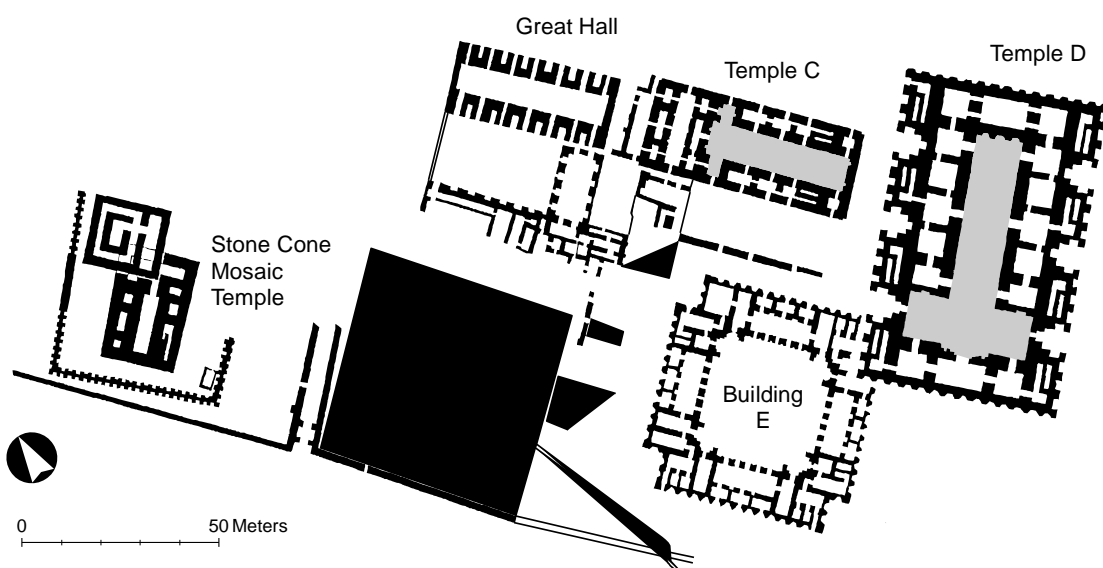 Great Hall
Temple C
Temple D
Stone Cone
Mosaic
Temple
Building
E
0
50 Meters